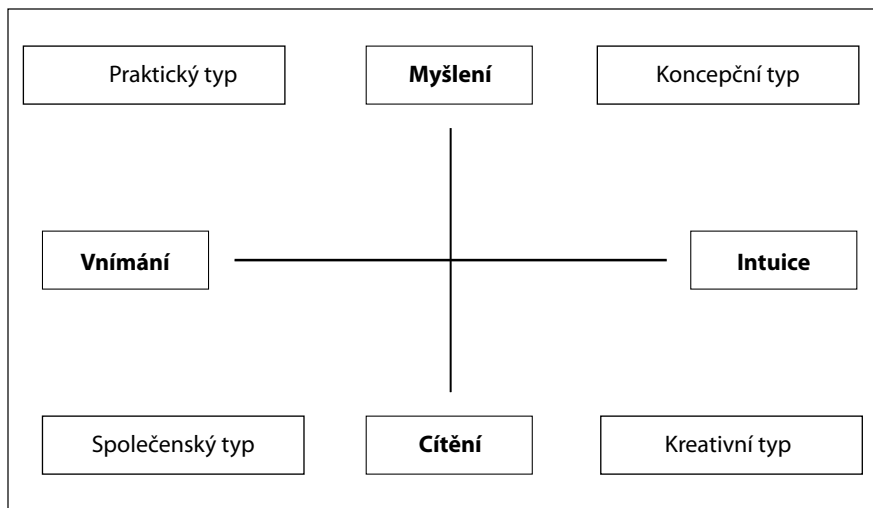 Praktický typ
Myšlení
Koncepční typ
Vnímání
Intuice
Společenský typ
Cítění
Kreativní typ